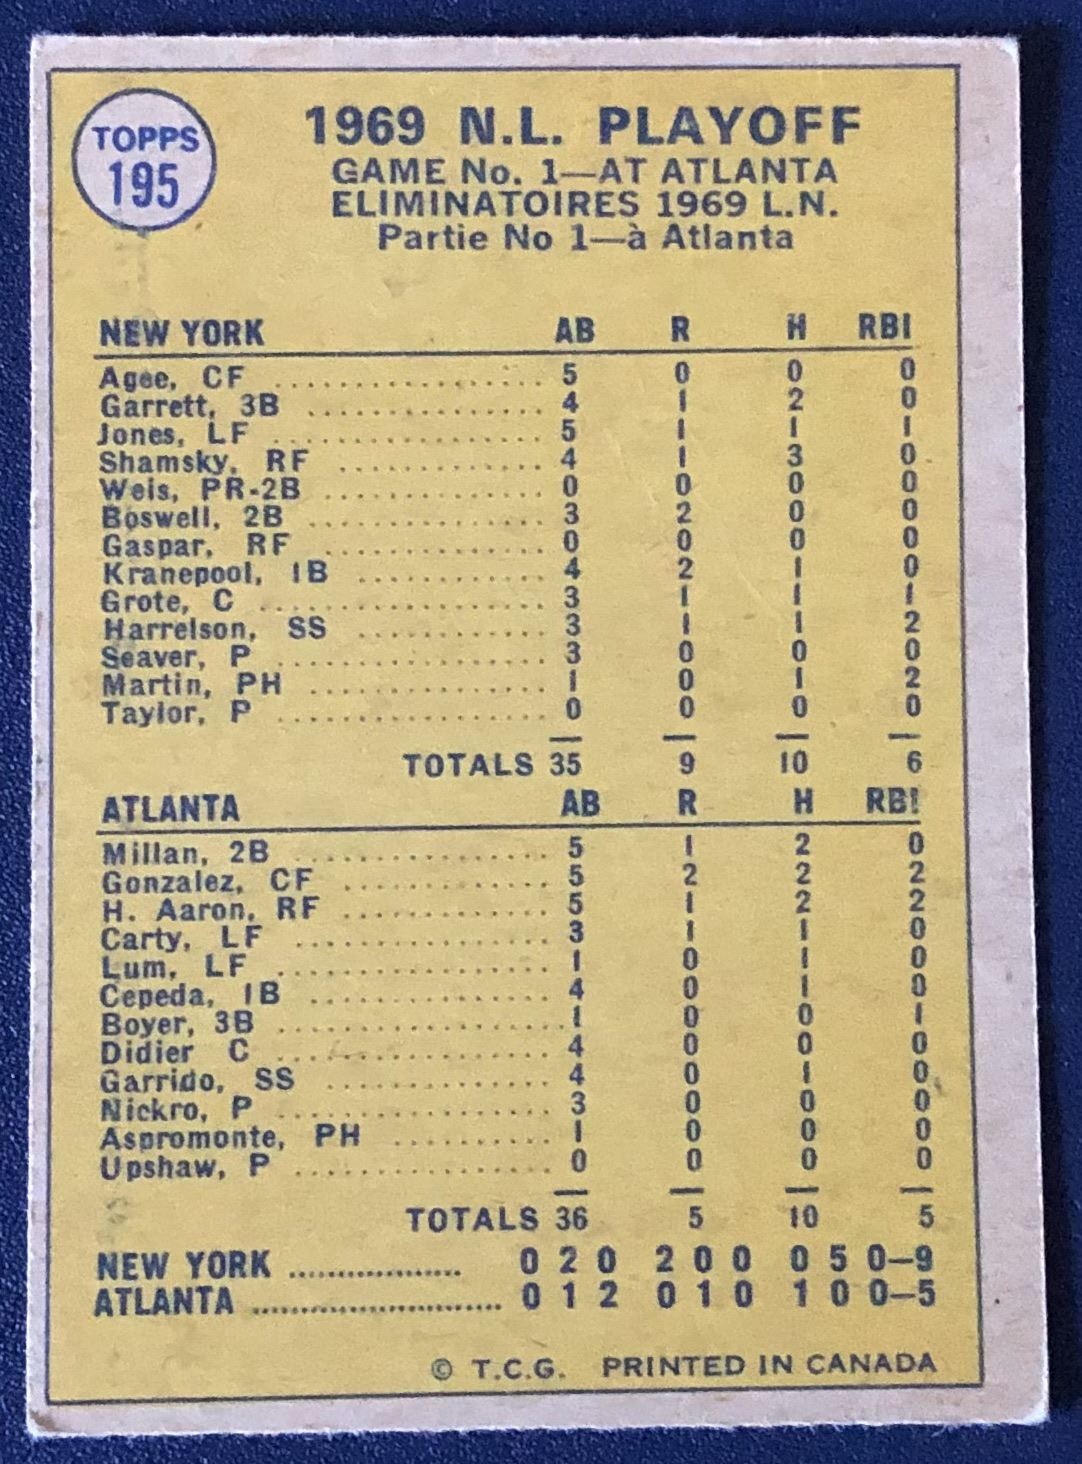 TOPPS
195
1969 N.L. PLAYOFF
GAME No. 1—AT ATLANTA
ELIMINATOIRES 1969 L.N.
Partie No 1—à Atlanta
NEW YORK AB R H RBI
Agee, CF .................. 5 0 0 0
Garrett, 3B ............... 4 1 2 0
Jones, LF .................. 5 1 1 1
Shamsky, RF ............. 4 1 3 0
Weis, PR-2B .............. 0 0 0 0
Boswell, 2B ............... 3 2 0 0
Gaspar, RF .............. 0 0 0 0
Kranepool, 1B ............ 4 2 1 0
Grote, C ................... 3 1 1 1
Harrelson, SS ............ 3 1 1 2
Seaver, P .................. 3 0 0 0
Martin, PH ............... 1 0 1 2
Taylor, P .................. 0 0 0 0
TOTALS 35 9 10 6
ATLANTA AB R H RBI
Millan, 2B ................. 5 1 2 0
Gonzalez, CF ............. 5 2 2 2
H. Aaron, RF ............. 5 1 2 2
Carty, LF ................. 3 1 1 0
Lum, LF .................. 1 0 1 0
Cepeda, 1B ............... 4 0 1 0
Boyer, 3B ................... 1 0 0 1
Didier C .................. 4 0 0 0
Garrido, SS .............. 4 0 1 0
Nickro, P .................. 3 0 0 0
Aspromonte, PH .......... 1 0 0 0
Upshaw, P ................ 0 0 0 0
TOTALS 36 5 10 5
NEW YORK .................. 0 2 0 2 0 0 0 5 0—9
ATLANTA .......................... 0 1 2 0 1 0 1 0 0—5
© T.C.G. PRINTED IN CANADA